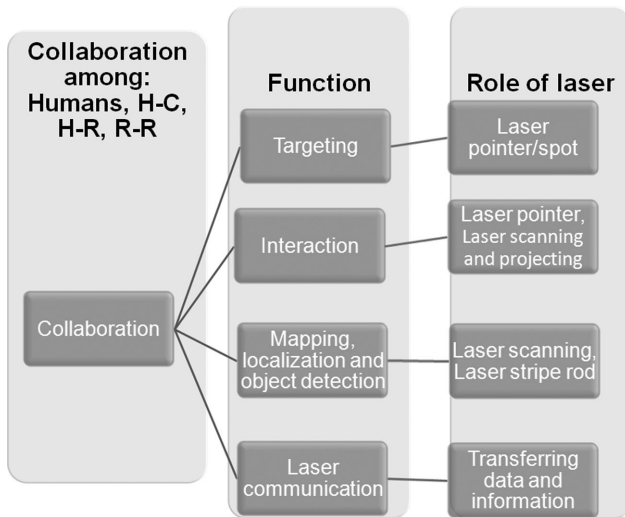 Collaboration
among:
Humans, H-C,
H-R, R-R
Collaboration
Function
Targeting
Interaction
Mapping,
localization and
object detection
Laser
communication
Role of laser
Laser
pointer/spot
Laser pointer,
Laser scanning
and projecting
Laser scanning,
Laser stripe rod
Transferring
data and
information